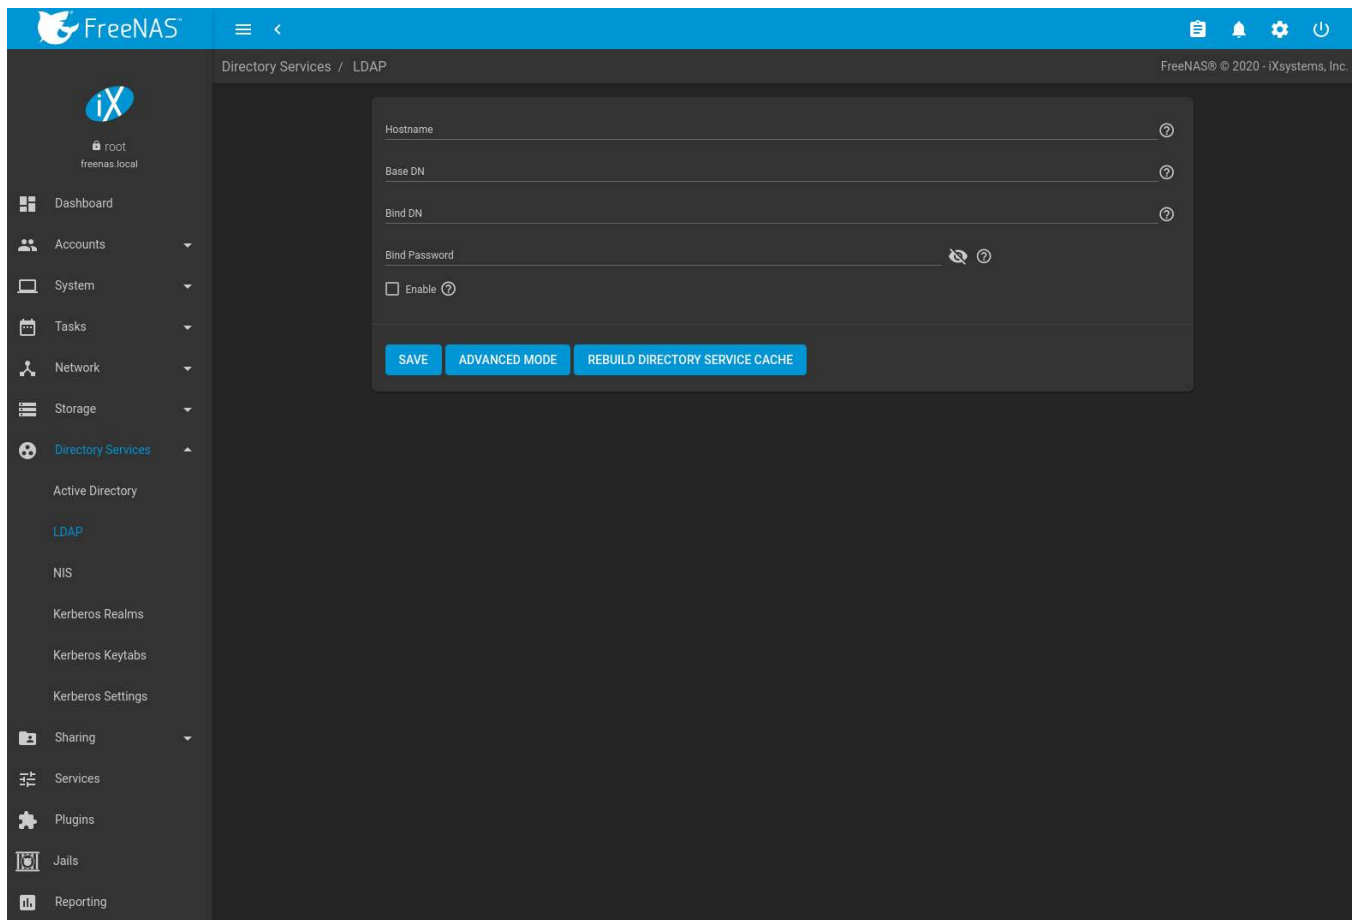 FreeNAS™
Directory Services / LDAP
FreeNAS® © 2020 - iXsystems, Inc.
iX
root
freenas.local
Dashboard
Accounts
System
Tasks
Network
Storage
Directory Services
Active Directory
LDAP
NIS
Kerberos Realms
Kerberos Keytabs
Kerberos Settings
Sharing
Services
Plugins
Jails
Reporting
Hostname
Base DN
Bind DN
Bind Password
Enable
SAVE ADVANCED MODE REBUILD DIRECTORY SERVICE CACHE